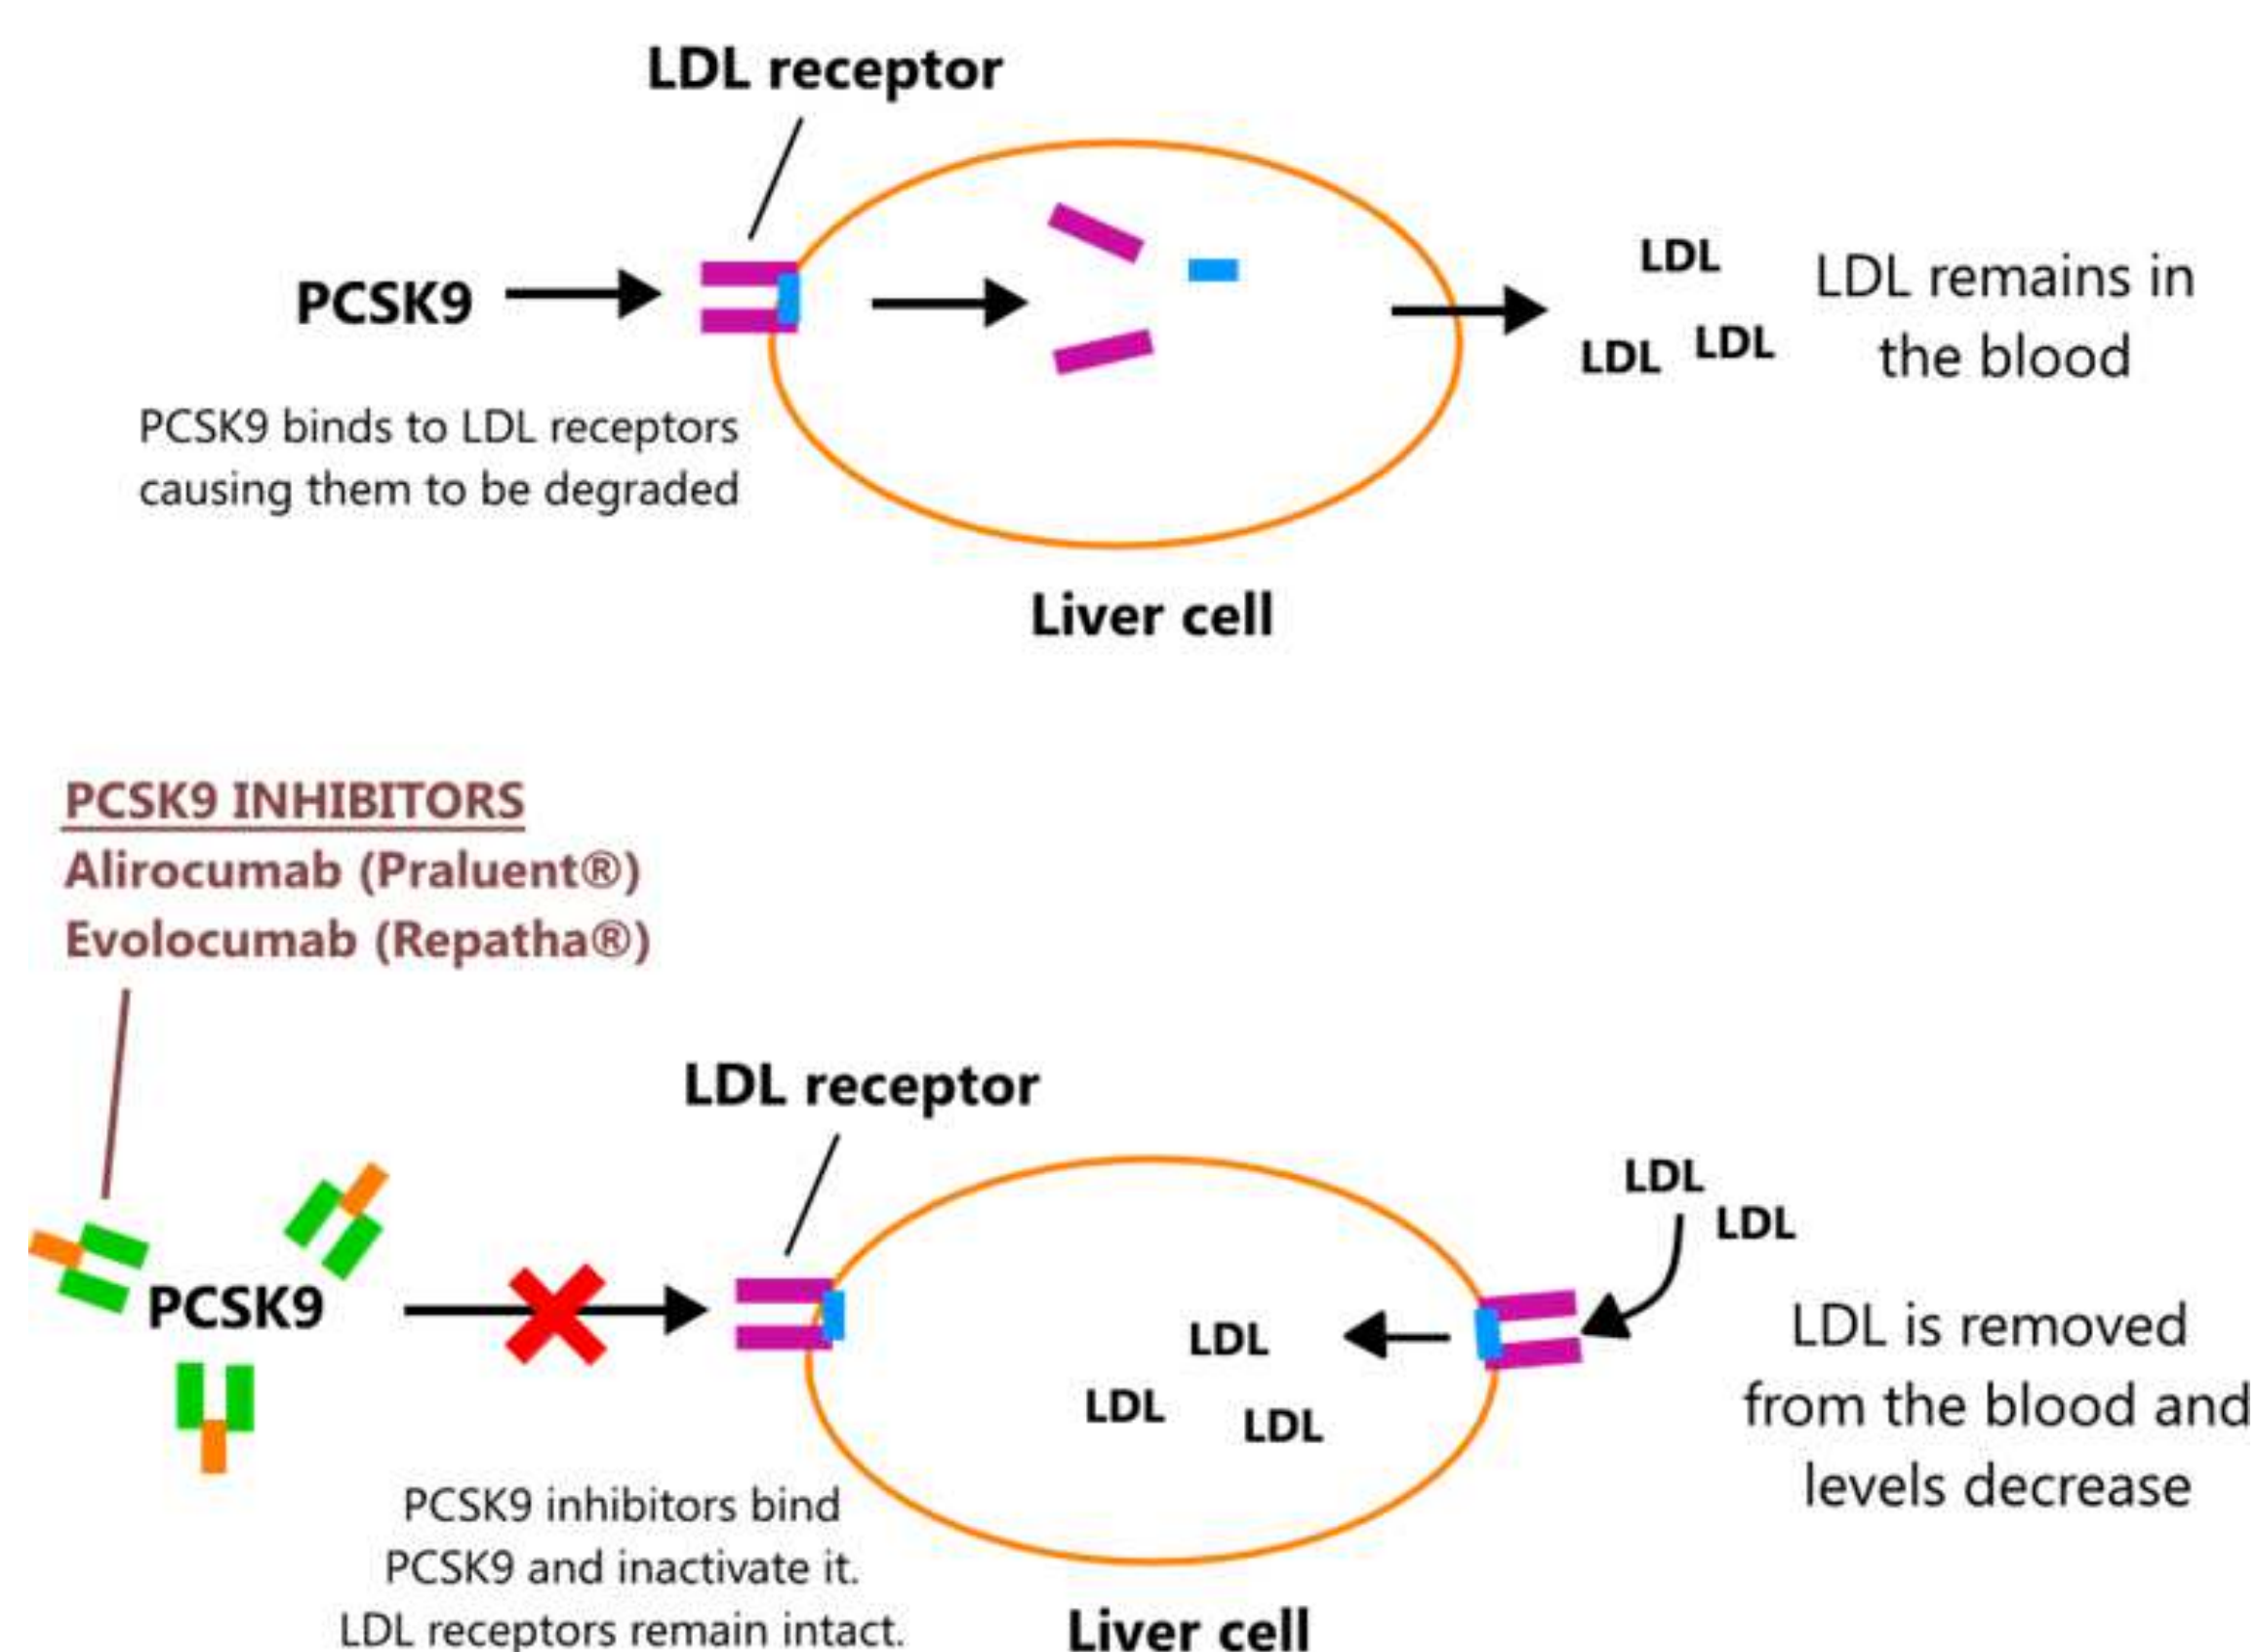 LDL receptor
PCSK9
PCSK9 binds to LDL receptors
causing them to be degraded
LDL
LDL
LDL
LDL remains in
the blood
Liver cell
PCSK9 INHIBITORS
Alirocumab (Praluent®)
Evolocumab (Repatha®)
LDL receptor
PCSK9
PCSK9 inhibitors bind
PCSK9 and inactivate it.
LDL receptors remain intact.
LDL
LDL
LDL
LDL
LDL
LDL is removed
from the blood and
levels decrease
Liver cell